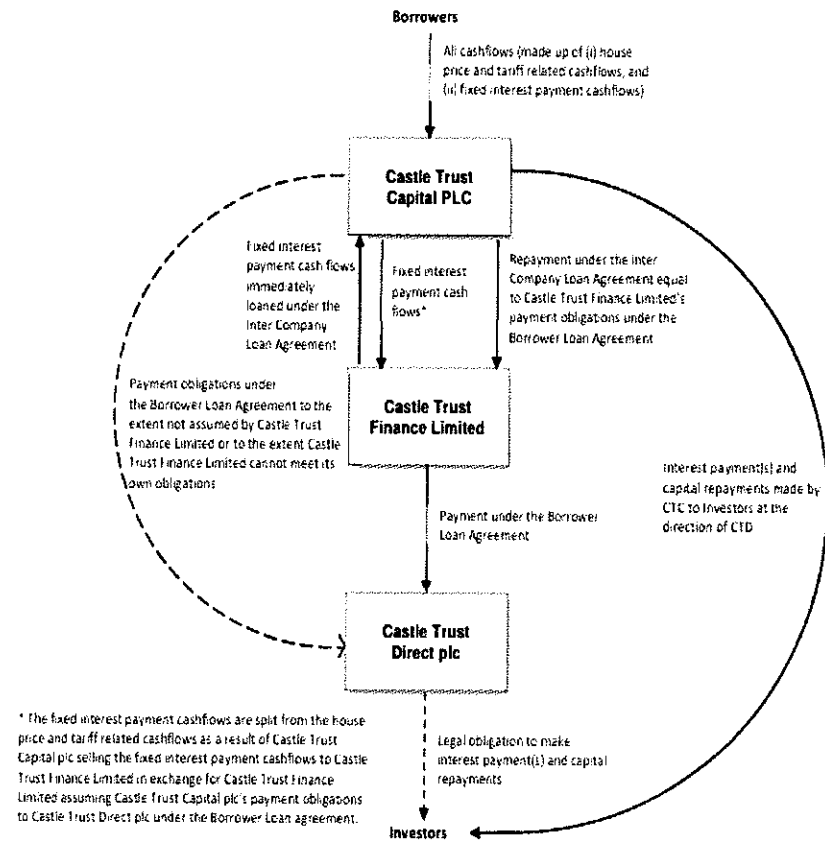 Borrowers
All cashflows (made up of (i) house
price and tariff related cashflows, and
(ii) fixed interest payment cashflows)
Castle Trust
Capital PLC
Fixed interest
payment cash flows
immediately
loaned under the
Inter Company
Loan Agreement
Fixed interest
payment cash
flows*
Repayment under the Inter
Company Loan Agreement equal
to Castle Trust Finance Limited's
payment obligations under the
Borrower Loan Agreement
Payment obligations under
the Borrower Loan Agreement to the
extent not assumed by Castle Trust
Finance Limited or to the extent Castle
Trust Finance Limited cannot meet its
own obligations
Castle Trust
Finance Limited
Interest payment(s) and
capital repayments made by
CTC to Investors at the
direction of CTD
Payment under the Borrower
Loan Agreement
Castle Trust
Direct plc
* The fixed interest payment cashflows are split from the house
price and tariff related cashflows as a result of Castle Trust
Capital plc selling the fixed interest payment cashflows to Castle
Trust Finance Limited in exchange for Castle Trust Finance
Limited assuming Castle Trust Capital plc's payment obligations
to Castle Trust Direct plc under the Borrower Loan agreement.
Legal obligation to make
interest payment(s) and capital
repayments
Investors